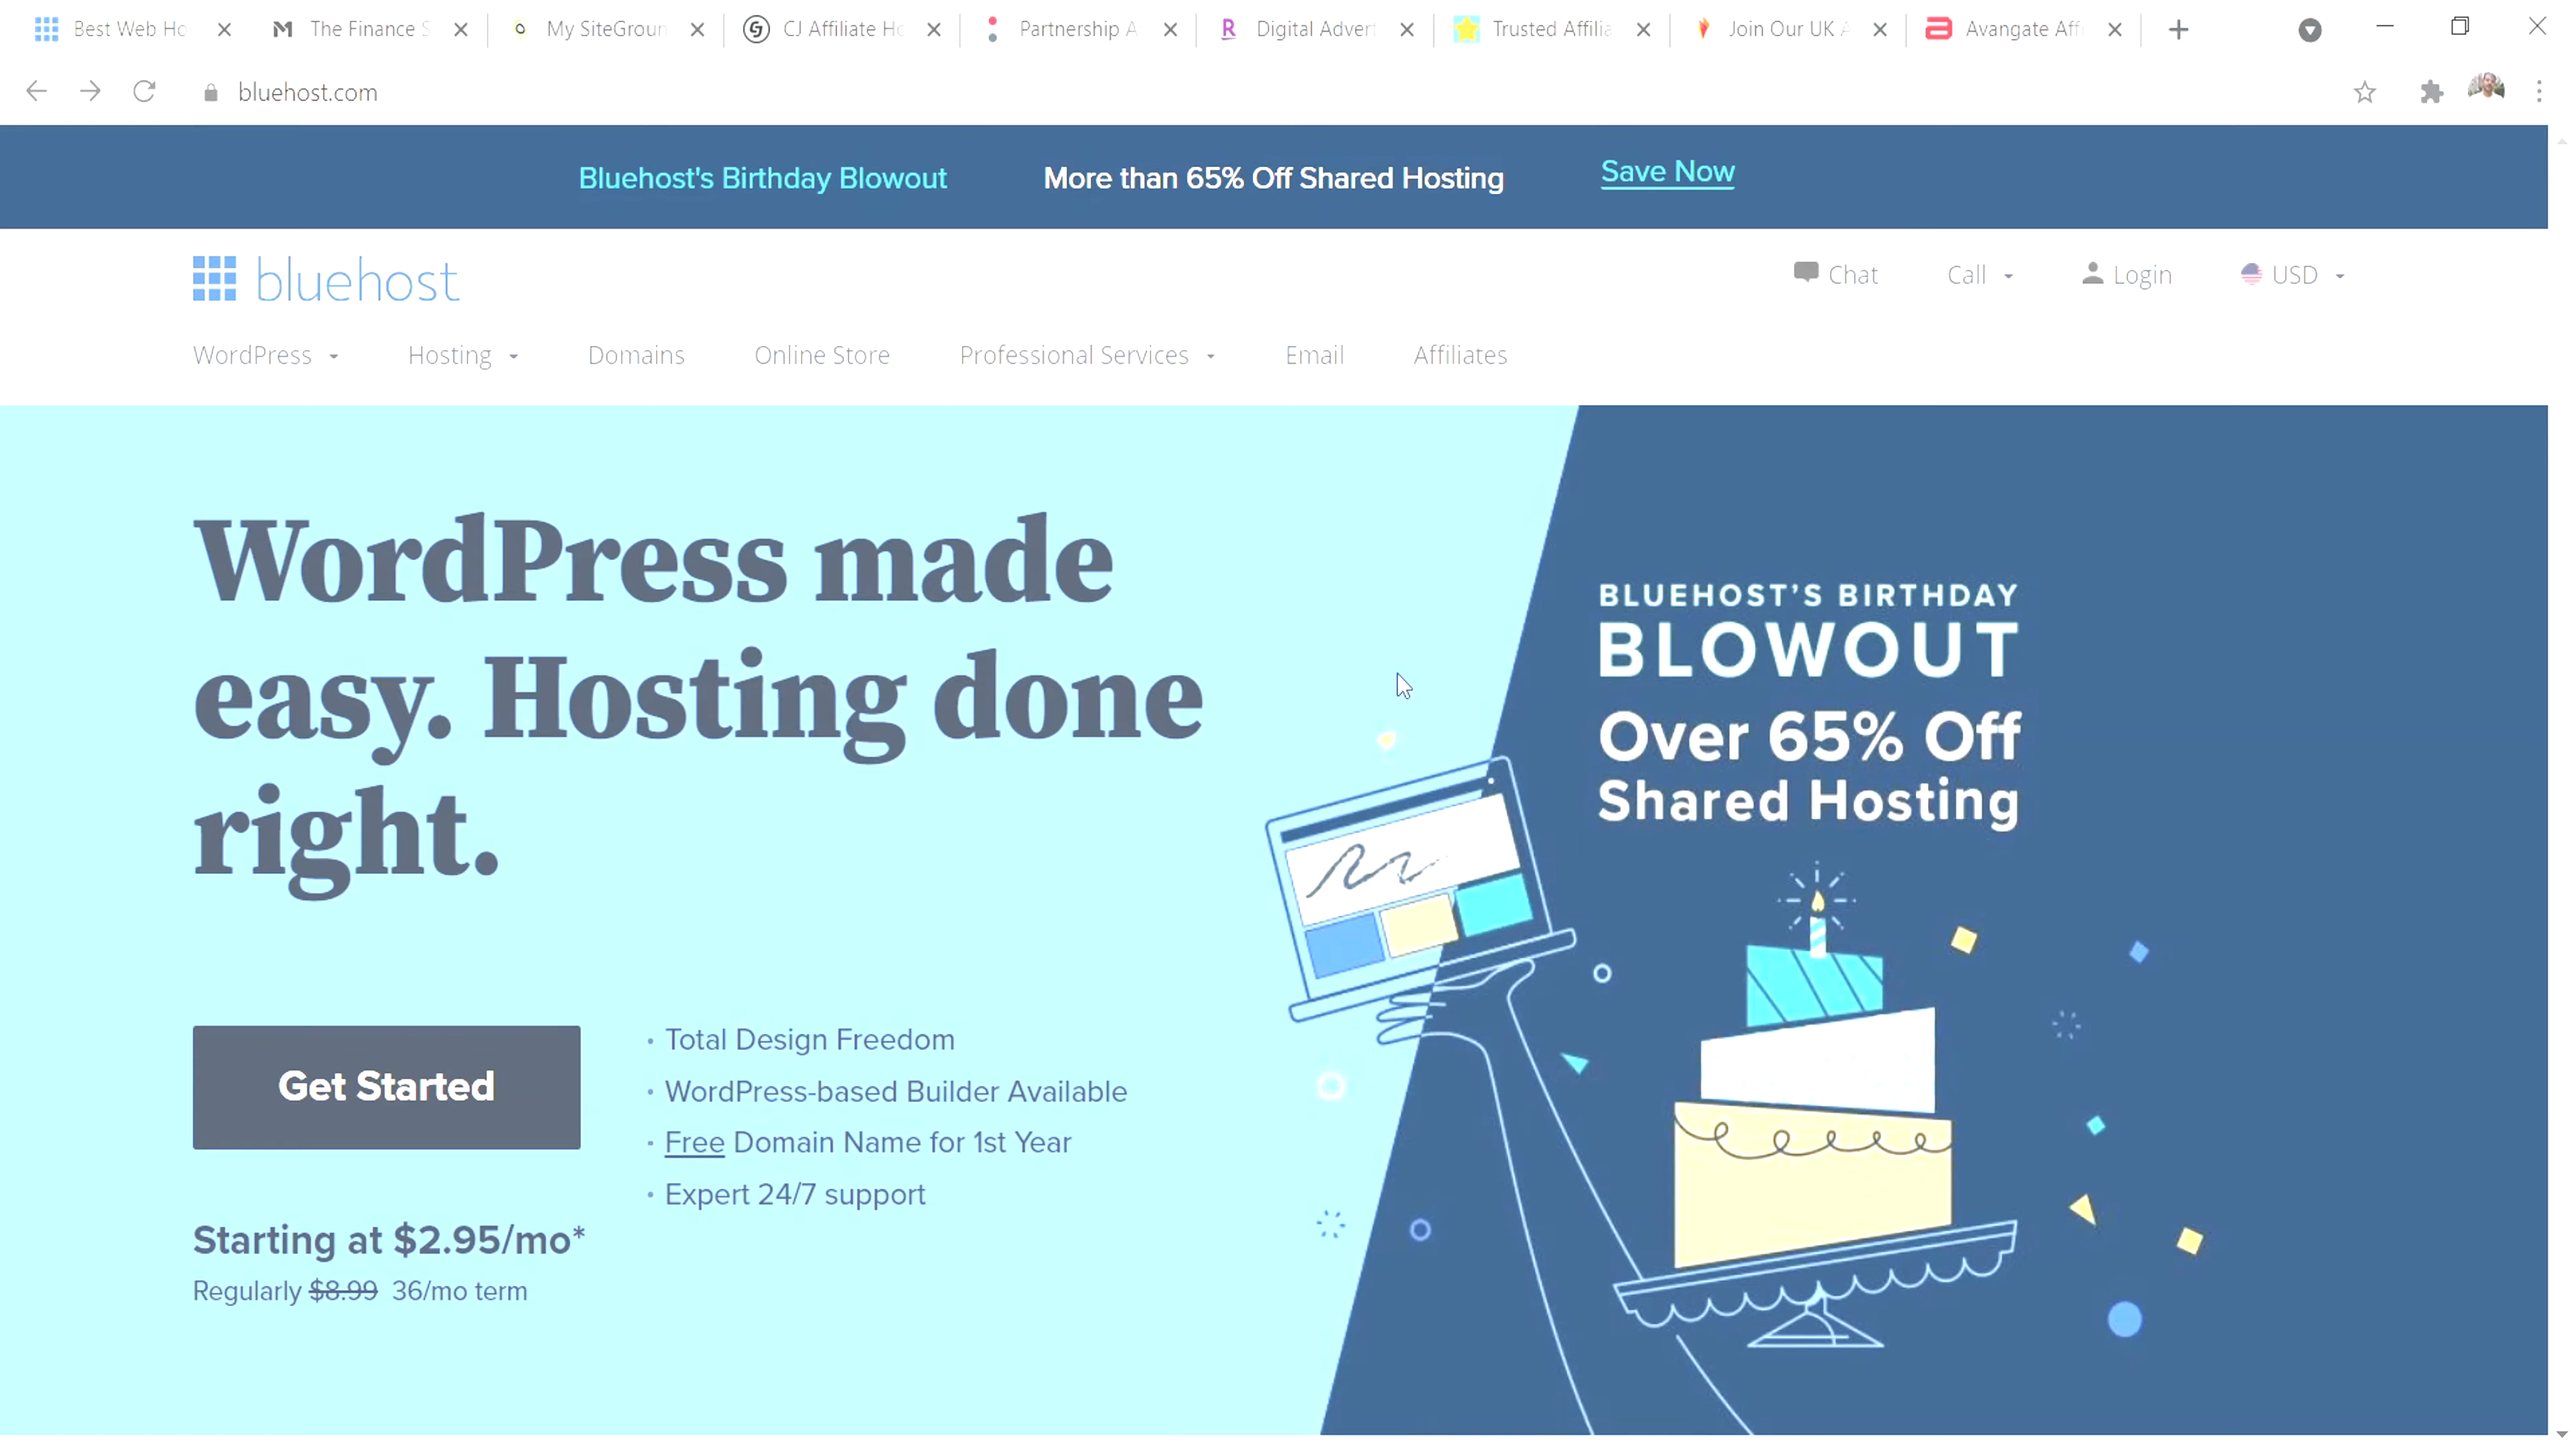 Best Web Ho
The Finance S
My SiteGroun
CJ Affiliate Ho
Partnership A
Digital Advert
Trusted Affilia
Join Our UK A
Avangate Aff
bluehost.com
Bluehost's Birthday Blowout More than 65% Off Shared Hosting Save Now
bluehost
Chat Call Login USD
WordPress Hosting Domains Online Store Professional Services Email Affiliates
WordPress made
easy. Hosting done
right.
BLUEHOST'S BIRTHDAY
BLOWOUT
Over 65% Off
Shared Hosting
Get Started
· Total Design Freedom
· WordPress-based Builder Available
· Free Domain Name for 1st Year
· Expert 24/7 support
Starting at $2.95/mo*
Regularly $8.99 36/mo term